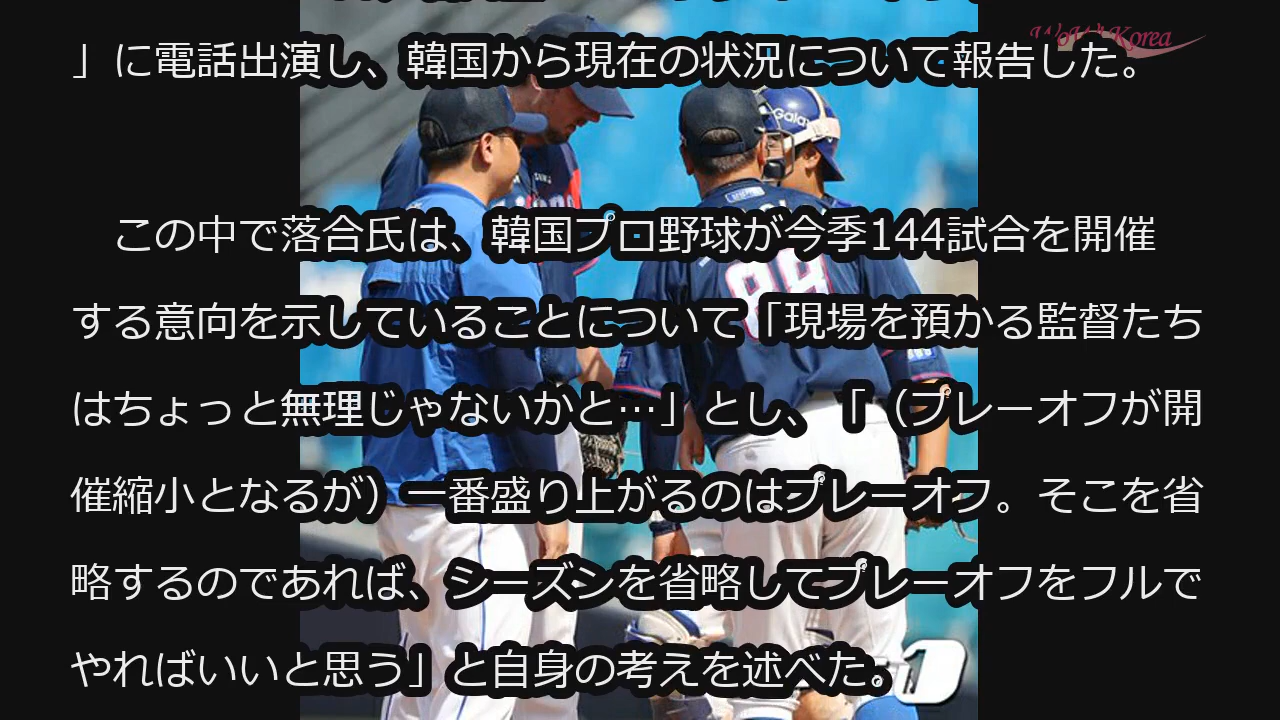 WoW!Korea
」に電話出演し、韓国から現在の状況について報告した。
Gala
　この中で落合氏は、韓国プロ野球が今季144試合を開催
する意向を示していることについて「現場を預かる監督たち
88
はちょっと無理じゃないかと…」とし、「（プレーオフが開
催縮小となるが）一番盛り上がるのはプレーオフ。そこを省
略するのであれば、シーズンを省略してプレーオフをフルで
やればいいと思う」と自身の考えを述べた。